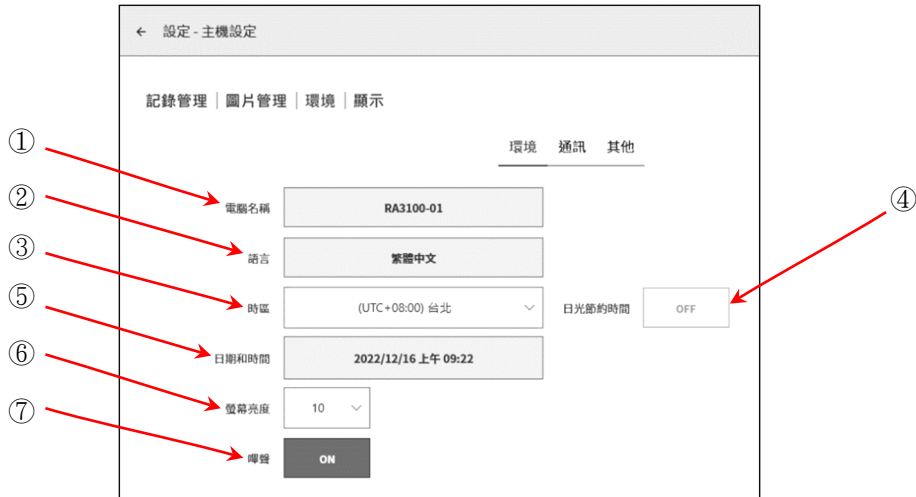 ← 設定 - 主機設定
記錄管理 | 圖片管理 | 環境 | 顯示
環境 通訊 其他
① 電腦名稱 RA3100-01
② 語言 繁體中文
③ 時區 (UTC+08:00) 台北 日光節約時間 OFF ④
⑤ 日期和時間 2022/12/16 上午 09:22
⑥ 螢幕亮度 10
⑦ 嗶聲 ON